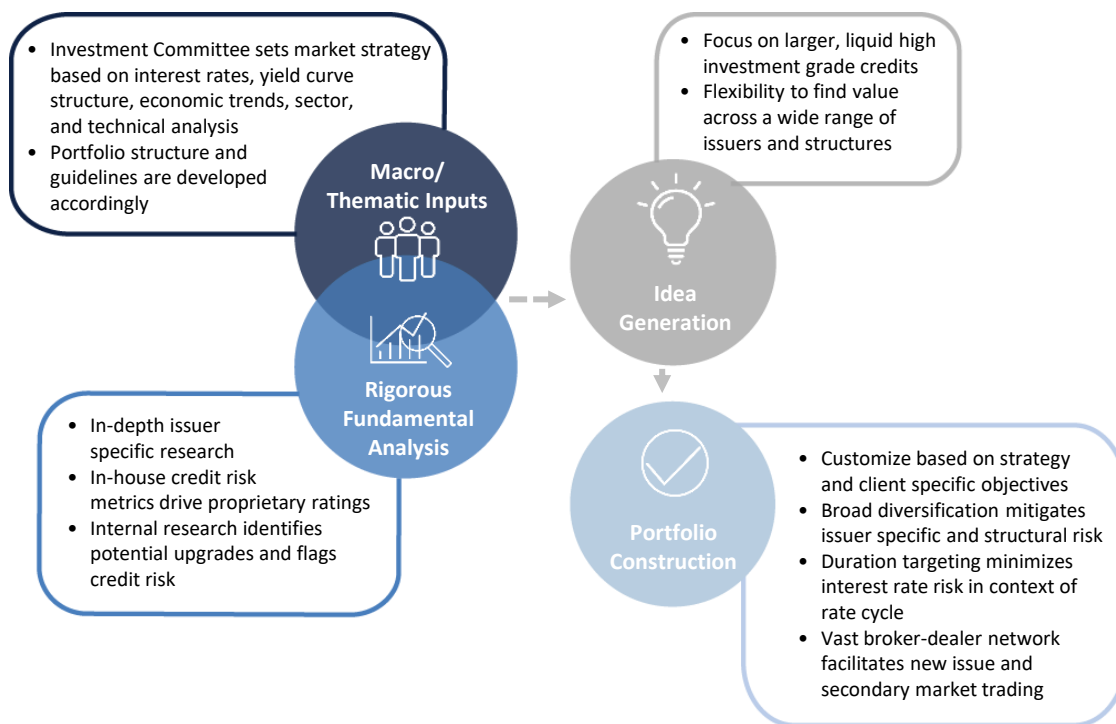 • Investment Committee sets market strategy
based on interest rates, yield curve
structure, economic trends, sector,
and technical analysis
• Portfolio structure and
guidelines are developed
accordingly
Macro/
Thematic Inputs
Rigorous
Fundamental
Analysis
• In-depth issuer
specific research
• In-house credit risk
metrics drive proprietary ratings
• Internal research identifies
potential upgrades and flags
credit risk
• Focus on larger, liquid high
investment grade credits
• Flexibility to find value
across a wide range of
issuers and structures
Idea
Generation
Portfolio
Construction
• Customize based on strategy
and client specific objectives
• Broad diversification mitigates
issuer specific and structural risk
• Duration targeting minimizes
interest rate risk in context of
rate cycle
• Vast broker-dealer network
facilitates new issue and
secondary market trading